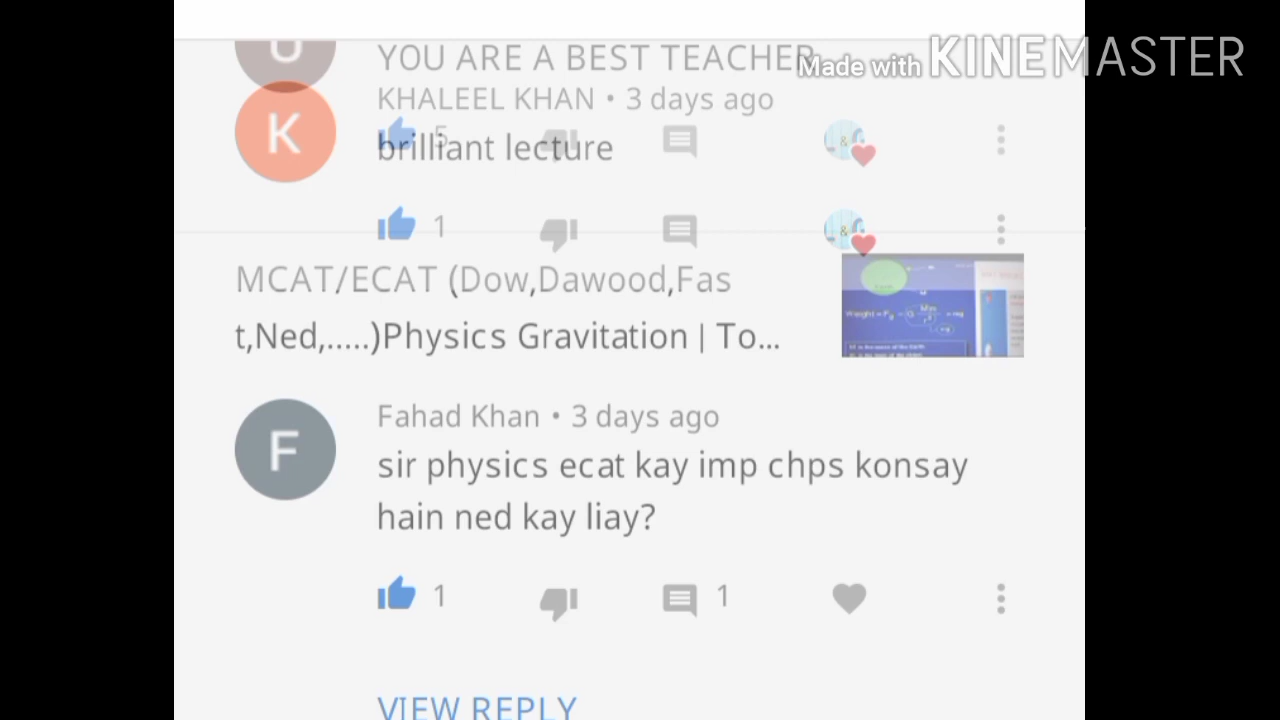 U
YOU ARE A BEST TEACHER
Made with KINEMASTER
KHALEEL KHAN • 3 days ago
K
brilliant lecture
5
1
MCAT/ECAT (Dow,Dawood,Fas
t,Ned,.....)Physics Gravitation | To...
Fahad Khan • 3 days ago
F
sir physics ecat kay imp chps konsay
hain ned kay liay?
1
1
VIEW REPLY